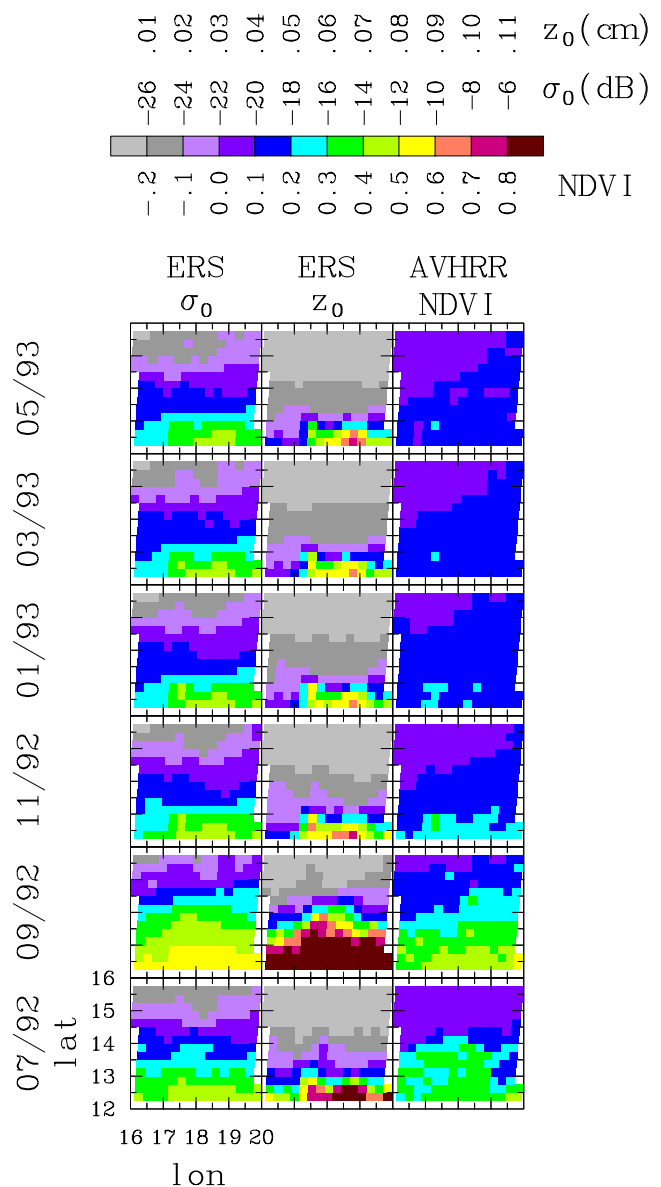 .01 .02 .03 .04 .05 .06 .07 .08 .09 .10 .11 z₀(cm)
-26 -24 -22 -20 -18 -16 -14 -12 -10 -8 -6 σ₀(dB)
-.2 -.1 0.0 0.1 0.2 0.3 0.4 0.5 0.6 0.7 0.8 NDVI
ERS ERS AVHRR
σ₀ z₀ NDVI
05/93
03/93
01/93
11/92
09/92
07/92
lat
16
15
14
13
12
16 17 18 19 20
lon